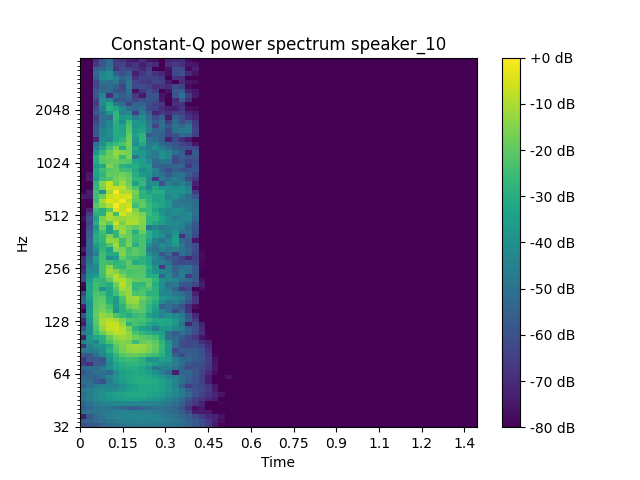 Constant-Q power spectrum speaker_10
+0 dB
2048
-10 dB
1024
-20 dB
512
-30 dB
Hz
-40 dB
256
-50 dB
128
-60 dB
64
-70 dB
32
-80 dB
0 0.15 0.3 0.45 0.6 0.75 0.9 1.1 1.2 1.4
Time